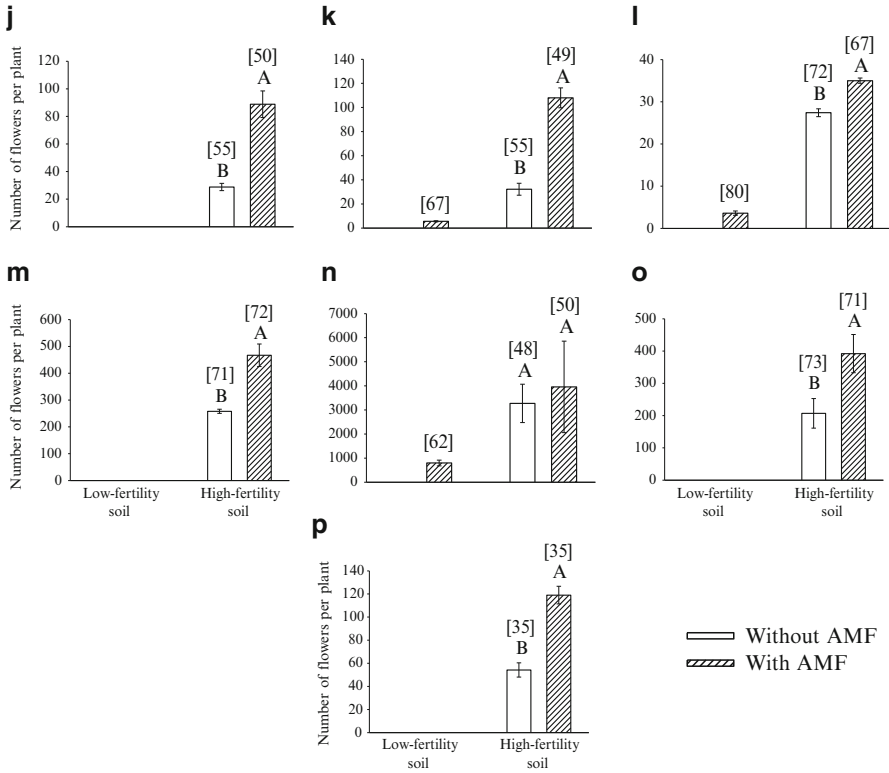 j
Number of flowers per plant
120
100
80
60
40
20
0
[55]
B
[50]
A
k
140
120
100
80
60
40
20
0
[67]
[55]
B
[49]
A
l
40
30
20
10
0
[80]
[72]
B
[67]
A
m
Number of flowers per plant
600
500
400
300
200
100
0
[71]
B
[72]
A
Low-fertility
soil
High-fertility
soil
n
7000
6000
5000
4000
3000
2000
1000
0
[62]
[48]
A
[50]
A
o
500
400
300
200
100
0
[73]
B
[71]
A
Low-fertility
soil
High-fertility
soil
p
Number of flowers per plant
140
120
100
80
60
40
20
0
[35]
B
[35]
A
Low-fertility
soil
High-fertility
soil
Without AMF
With AMF